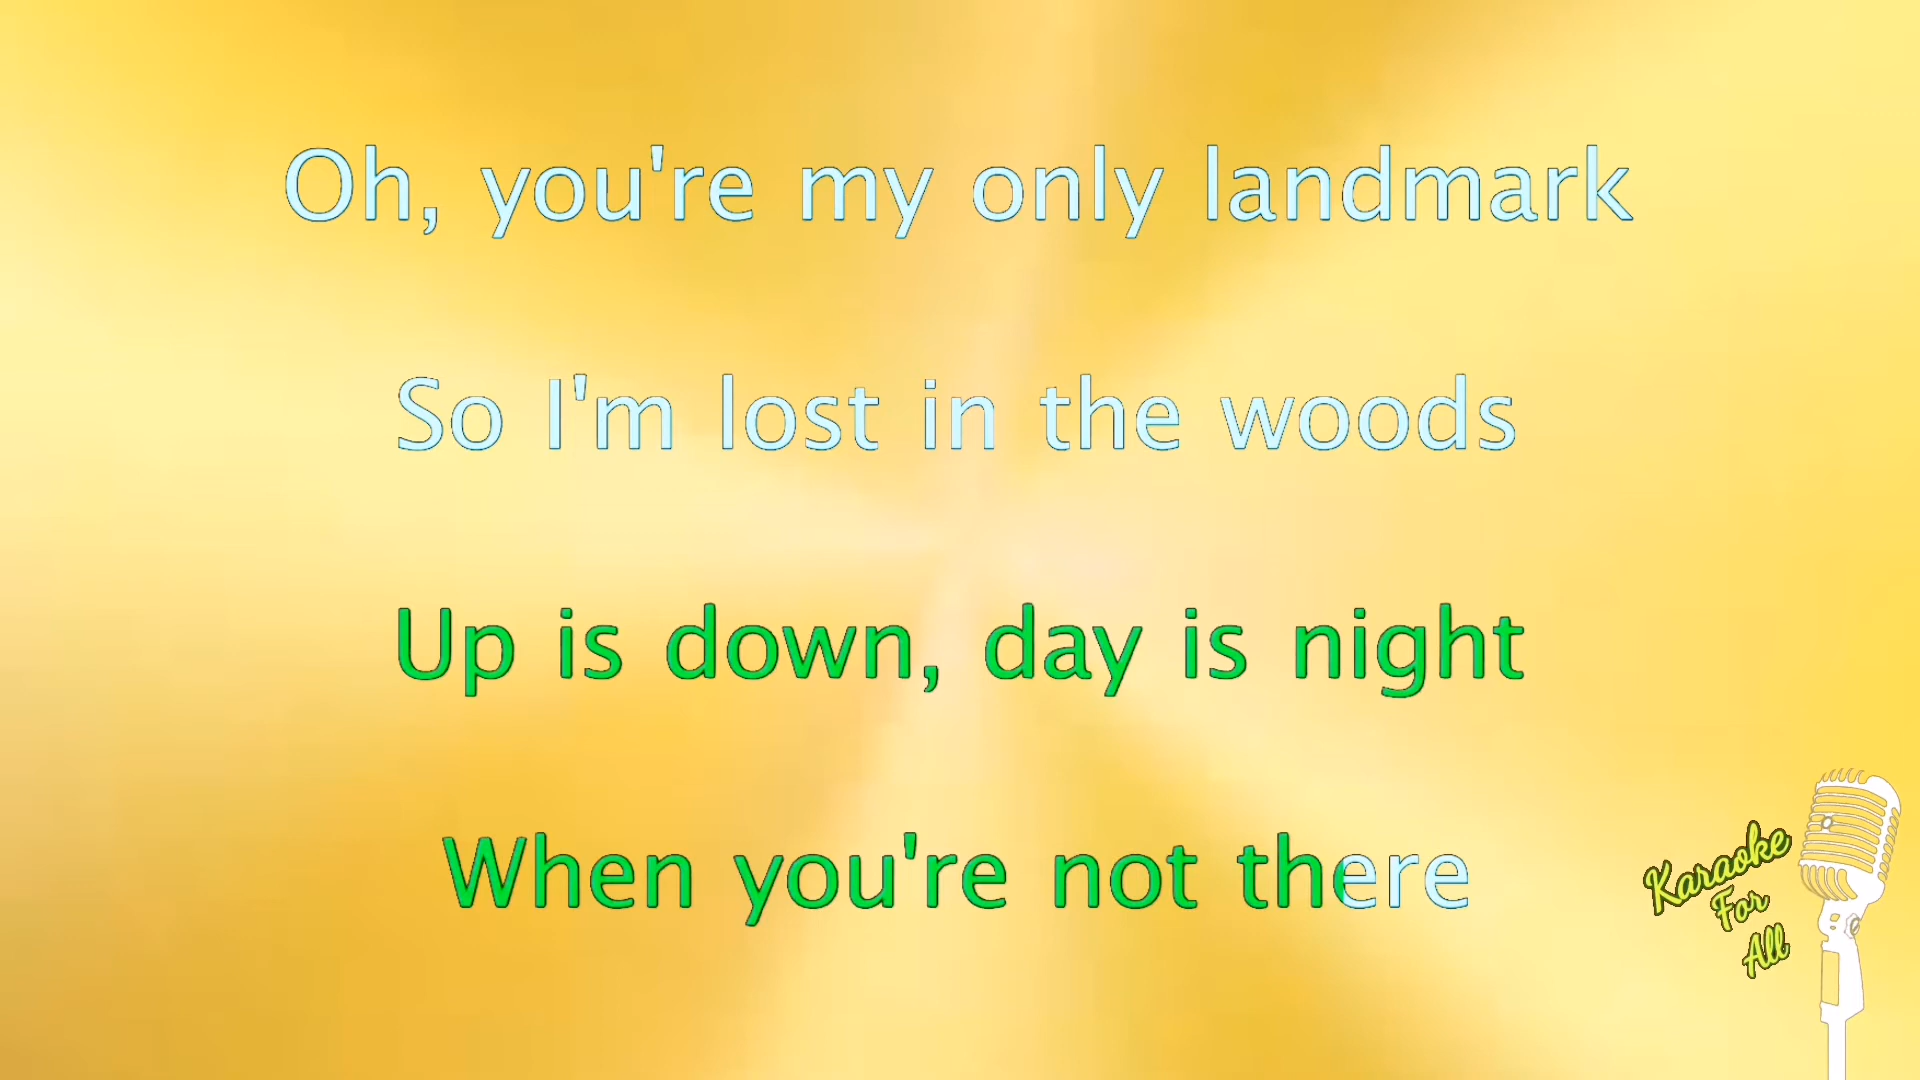 Oh, you're my only landmark
So I'm lost in the woods
Up is down, day is night
When you're not there
Karaoke
For
All